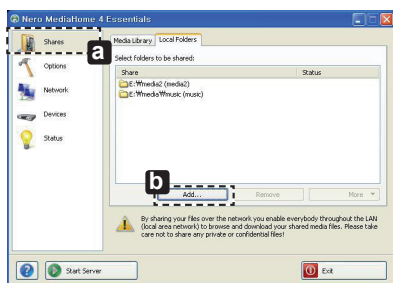 Nero MediaHome 4 Essentials
Shares
a
Options
Network
Devices
Status
Media Library Local Folders
Select folders to be shared:
Share Status
E:₩media2 (media2)
E:₩media₩music (music)
b
Add... Remove More
By sharing your files over the network you enable everybody throughout the LAN
(local area network) to browse and download your shared media files. Please take
care not to share any private or confidential files!
? Start Server Exit